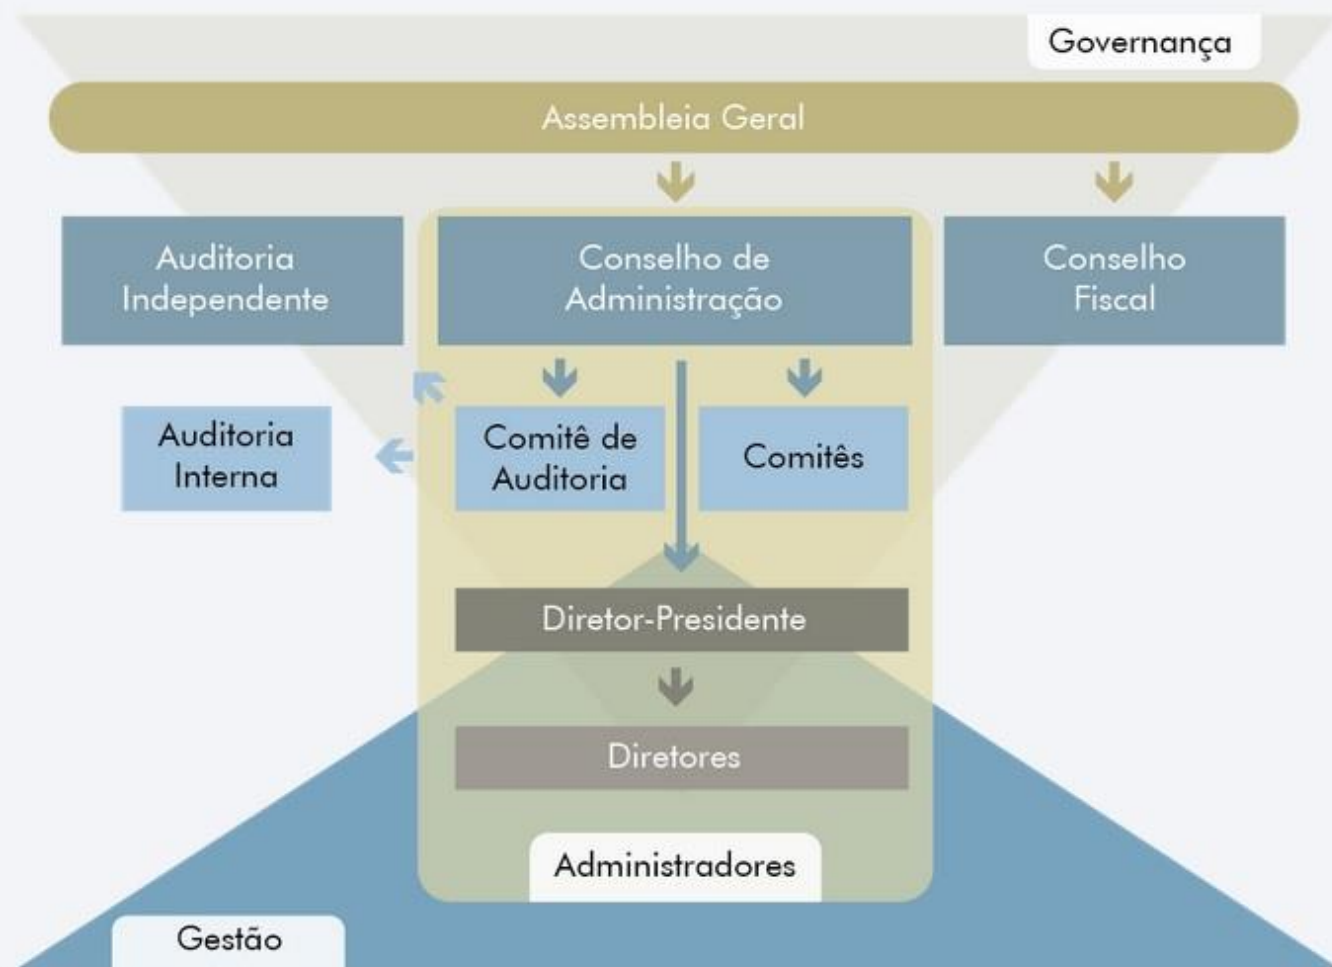 Governança
Assembleia Geral
Auditoria
Independente
Conselho de
Administração
Conselho
Fiscal
Auditoria
Interna
Comitê de
Auditoria
Comitês
Diretor-Presidente
Diretores
Administradores
Gestão